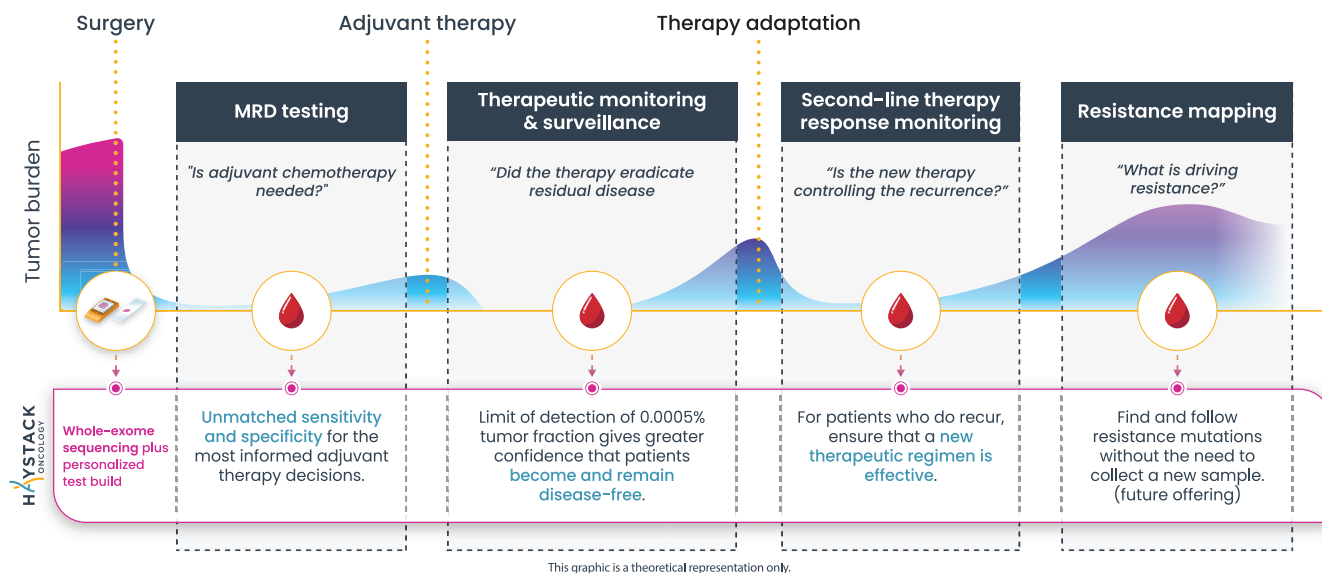 Surgery
Adjuvant therapy
Therapy adaptation
Tumor burden
MRD testing
"Is adjuvant chemotherapy
needed?"
Therapeutic monitoring
& surveillance
“Did the therapy eradicate
residual disease
Second-line therapy
response monitoring
“Is the new therapy
controlling the recurrence?”
Resistance mapping
“What is driving
resistance?”
HAYSTACK
ONCOLOGY
Whole-exome
sequencing plus
personalized
test build
Unmatched sensitivity
and specificity for the
most informed adjuvant
therapy decisions.
Limit of detection of 0.0005%
tumor fraction gives greater
confidence that patients
become and remain
disease-free.
For patients who do recur,
ensure that a new
therapeutic regimen is
effective.
Find and follow
resistance mutations
without the need to
collect a new sample.
(future offering)
This graphic is a theoretical representation only.